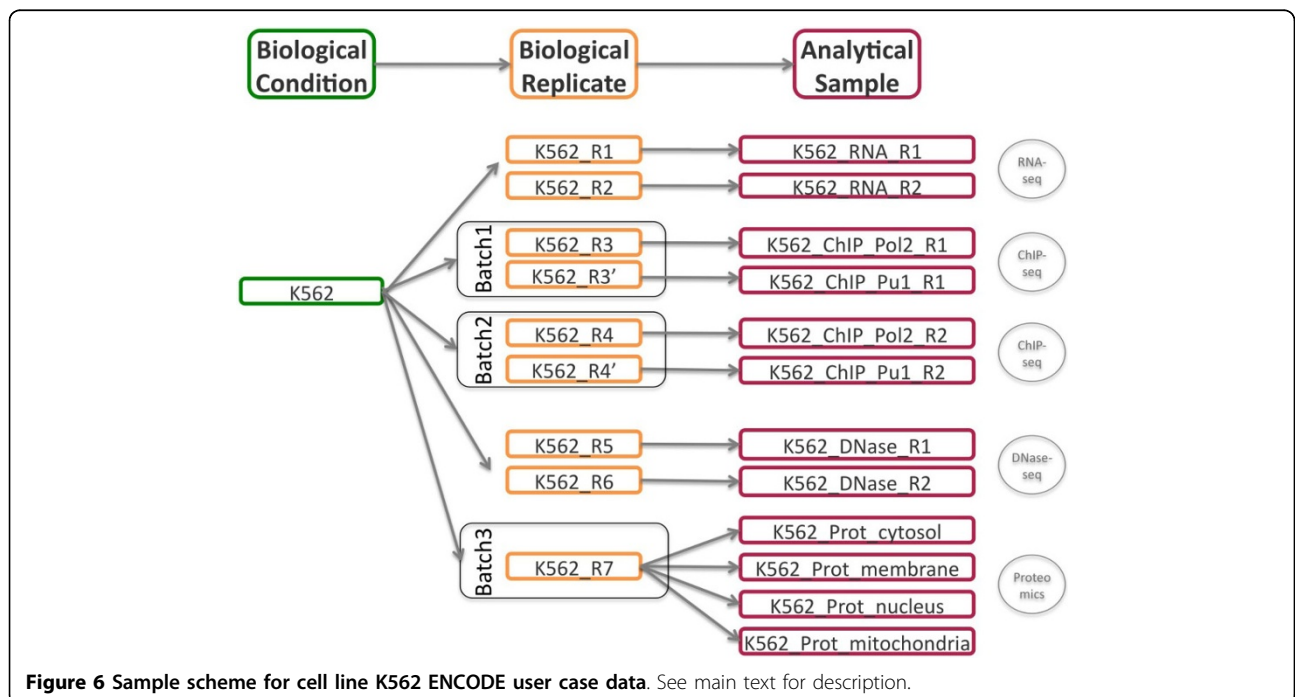 Biological
Condition
Biological
Replicate
Analytical
Sample
K562_R1
K562_RNA_R1
RNA-
seq
K562_R2
K562_RNA_R2
Batch1
K562_R3
K562_ChIP_Pol2_R1
ChIP-
seq
K562_R3’
K562_ChIP_Pu1_R1
K562
Batch2
K562_R4
K562_ChIP_Pol2_R2
ChIP-
seq
K562_R4’
K562_ChIP_Pu1_R2
K562_R5
K562_DNase_R1
DNase-
seq
K562_R6
K562_DNase_R2
Batch3
K562_R7
K562_Prot_cytosol
K562_Prot_membrane
Proteo
mics
K562_Prot_nucleus
K562_Prot_mitochondria
Figure 6 Sample scheme for cell line K562 ENCODE user case data. See main text for description.